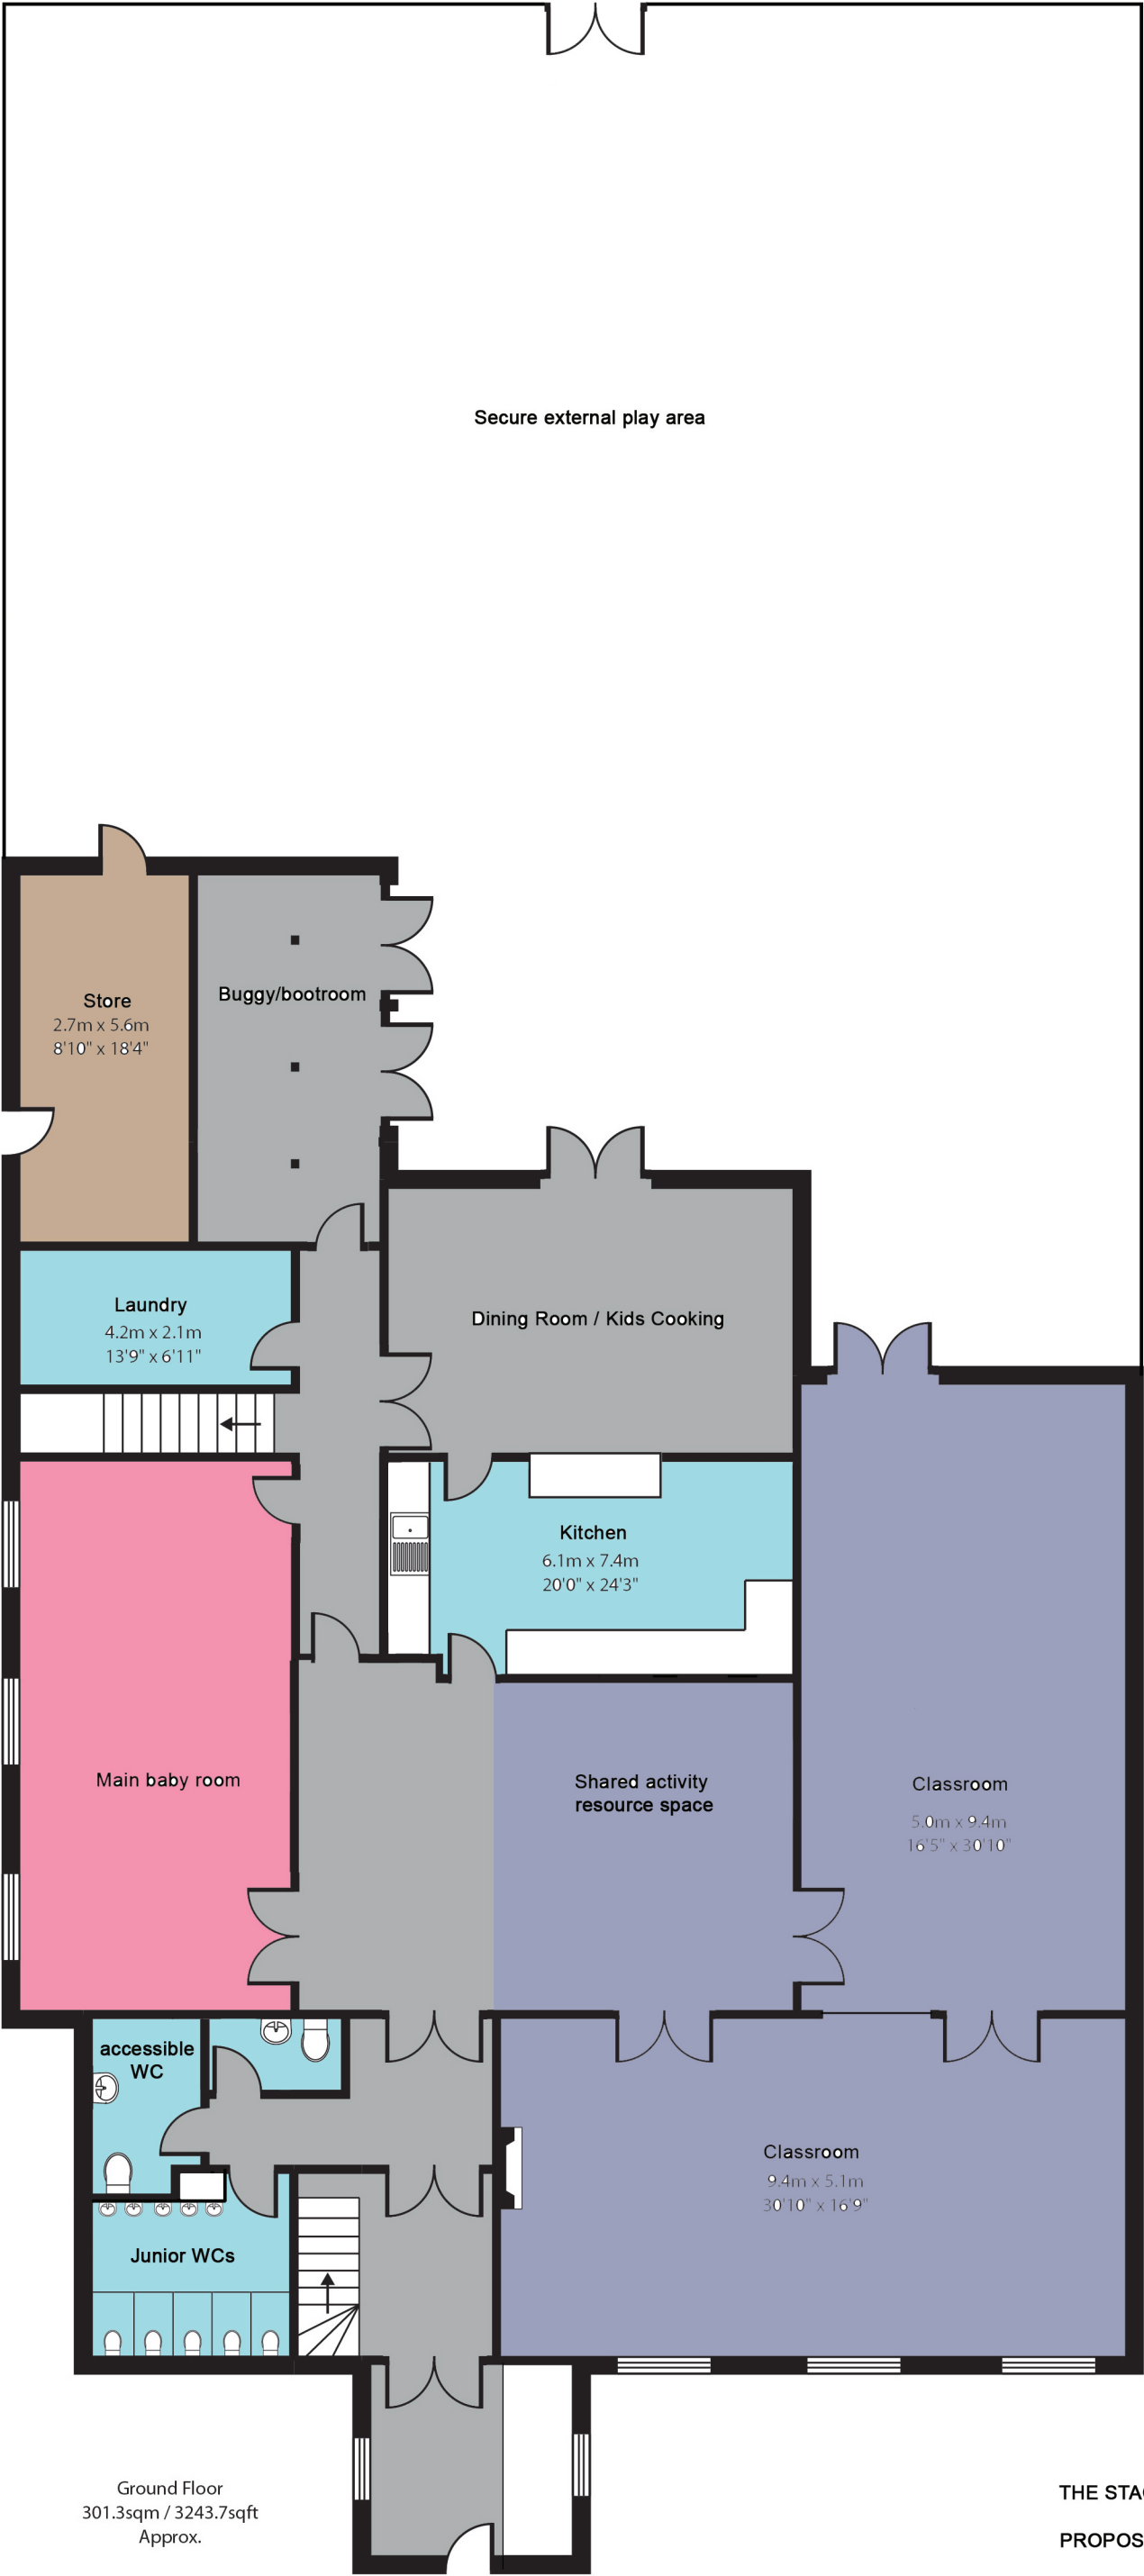 Secure external play area
Store
2.7m x 5.6m
8'10" x 18'4"
Buggy/bootroom
Laundry
4.2m x 2.1m
13'9" x 6'11"
Dining Room / Kids Cooking
Kitchen
6.1m x 7.4m
20'0" x 24'3"
Main baby room
Shared activity
resource space
Classroom
5.0m x 9.4m
16'5" x 30'10"
accessible
WC
Classroom
9.4m x 5.1m
30'10" x 16'9"
Junior WCs
Ground Floor
301.3sqm / 3243.7sqft
Approx.
THE STA
PROPOS